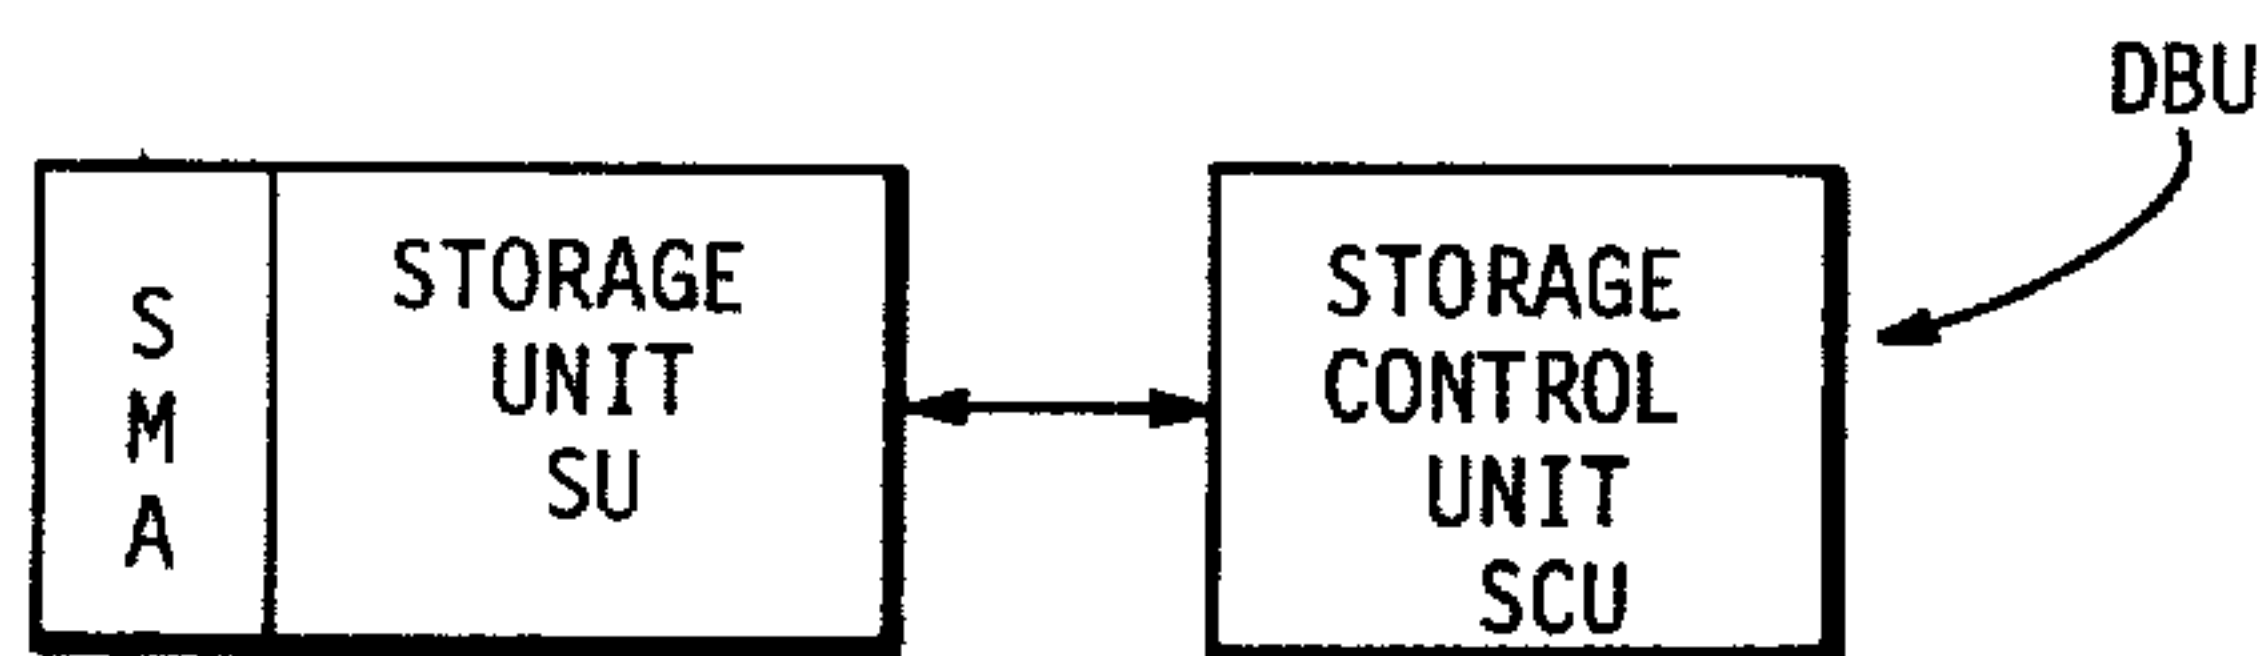 DBU
S
M
A
STORAGE
UNIT
SU
STORAGE
CONTROL
UNIT
SCU